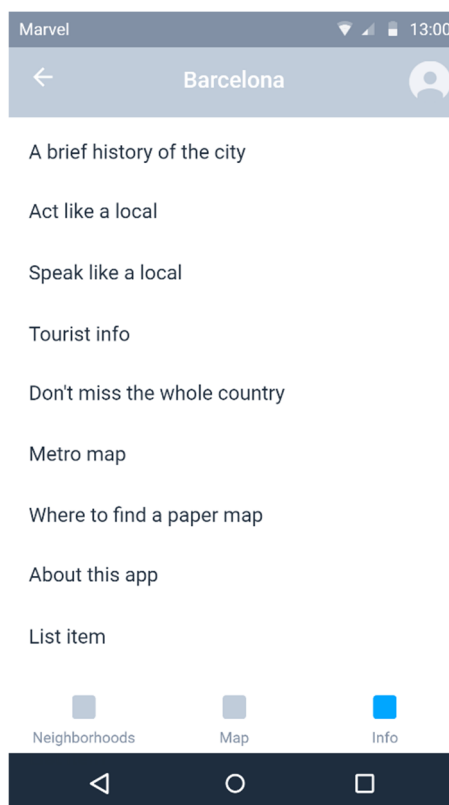 Marvel 13:00
Barcelona
A brief history of the city
Act like a local
Speak like a local
Tourist info
Don't miss the whole country
Metro map
Where to find a paper map
About this app
List item
Neighborhoods Map Info